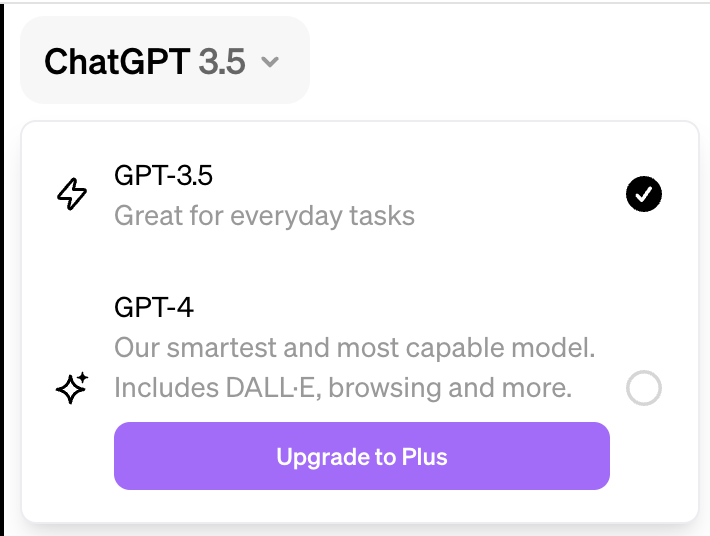 ChatGPT 3.5
GPT-3.5
Great for everyday tasks
GPT-4
Our smartest and most capable model.
Includes DALL·E, browsing and more.
Upgrade to Plus